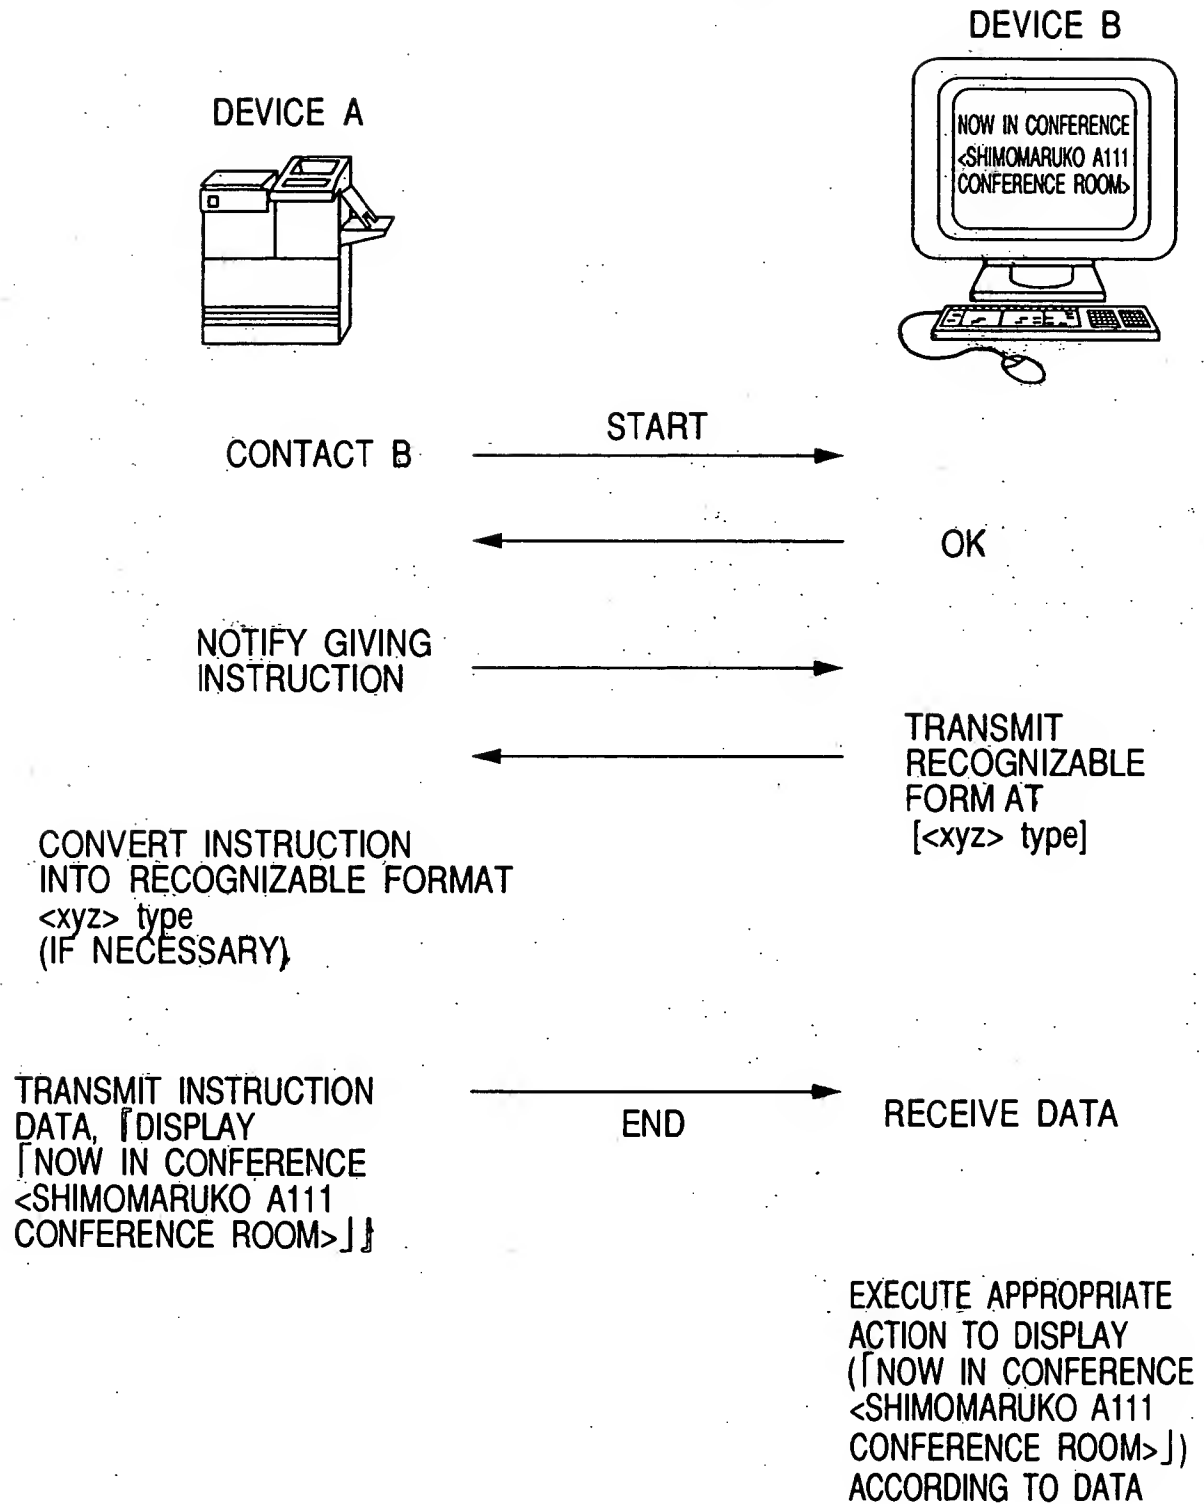 DEVICE B
DEVICE A
NOW IN CONFERENCE
<SHIMOMARUKO A111
CONFERENCE ROOM>
START
CONTACT B
OK
NOTIFY GIVING
INSTRUCTION
TRANSMIT
RECOGNIZABLE
FORM AT
[<xyz> type]
CONVERT INSTRUCTION
INTO RECOGNIZABLE FORMAT
<xyz> type
(IF NECESSARY)
TRANSMIT INSTRUCTION
DATA, 『DISPLAY
「NOW IN CONFERENCE
<SHIMOMARUKO A111
CONFERENCE ROOM>」』
END
RECEIVE DATA
EXECUTE APPROPRIATE
ACTION TO DISPLAY
(「NOW IN CONFERENCE
<SHIMOMARUKO A111
CONFERENCE ROOM>」)
ACCORDING TO DATA